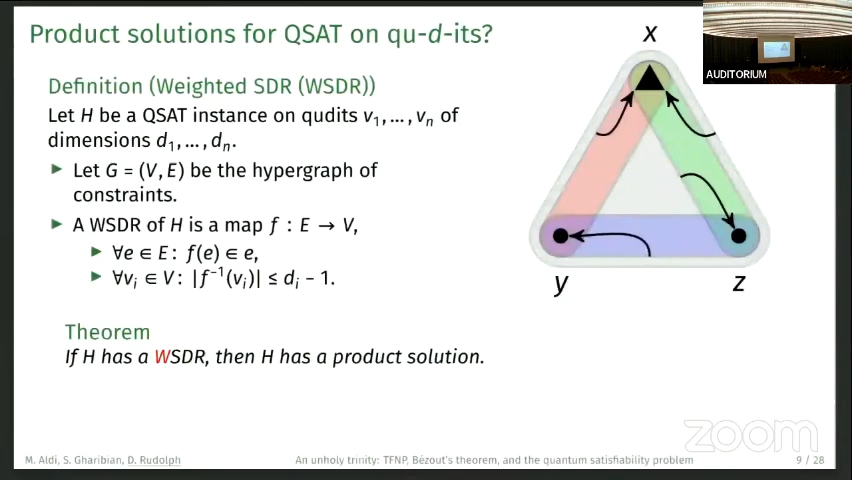 Product solutions for QSAT on qu-d-its?
Definition (Weighted SDR (WSDR))
Let H be a QSAT instance on qudits v₁, ..., vₙ of
dimensions d₁, ..., dₙ.
Let G = (V, E) be the hypergraph of
constraints.
A WSDR of H is a map f : E → V,
∀e ∈ E: f(e) ∈ e,
∀vᵢ ∈ V: |f⁻¹(vᵢ)| ≤ dᵢ − 1.
Theorem
If H has a WSDR, then H has a product solution.
x
y
z
AUDITORIUM
zoom
M. Aldi, S. Gharibian, D. Rudolph
An unholy trinity: TFNP, Bézout's theorem, and the quantum satisfiability problem
9 / 28